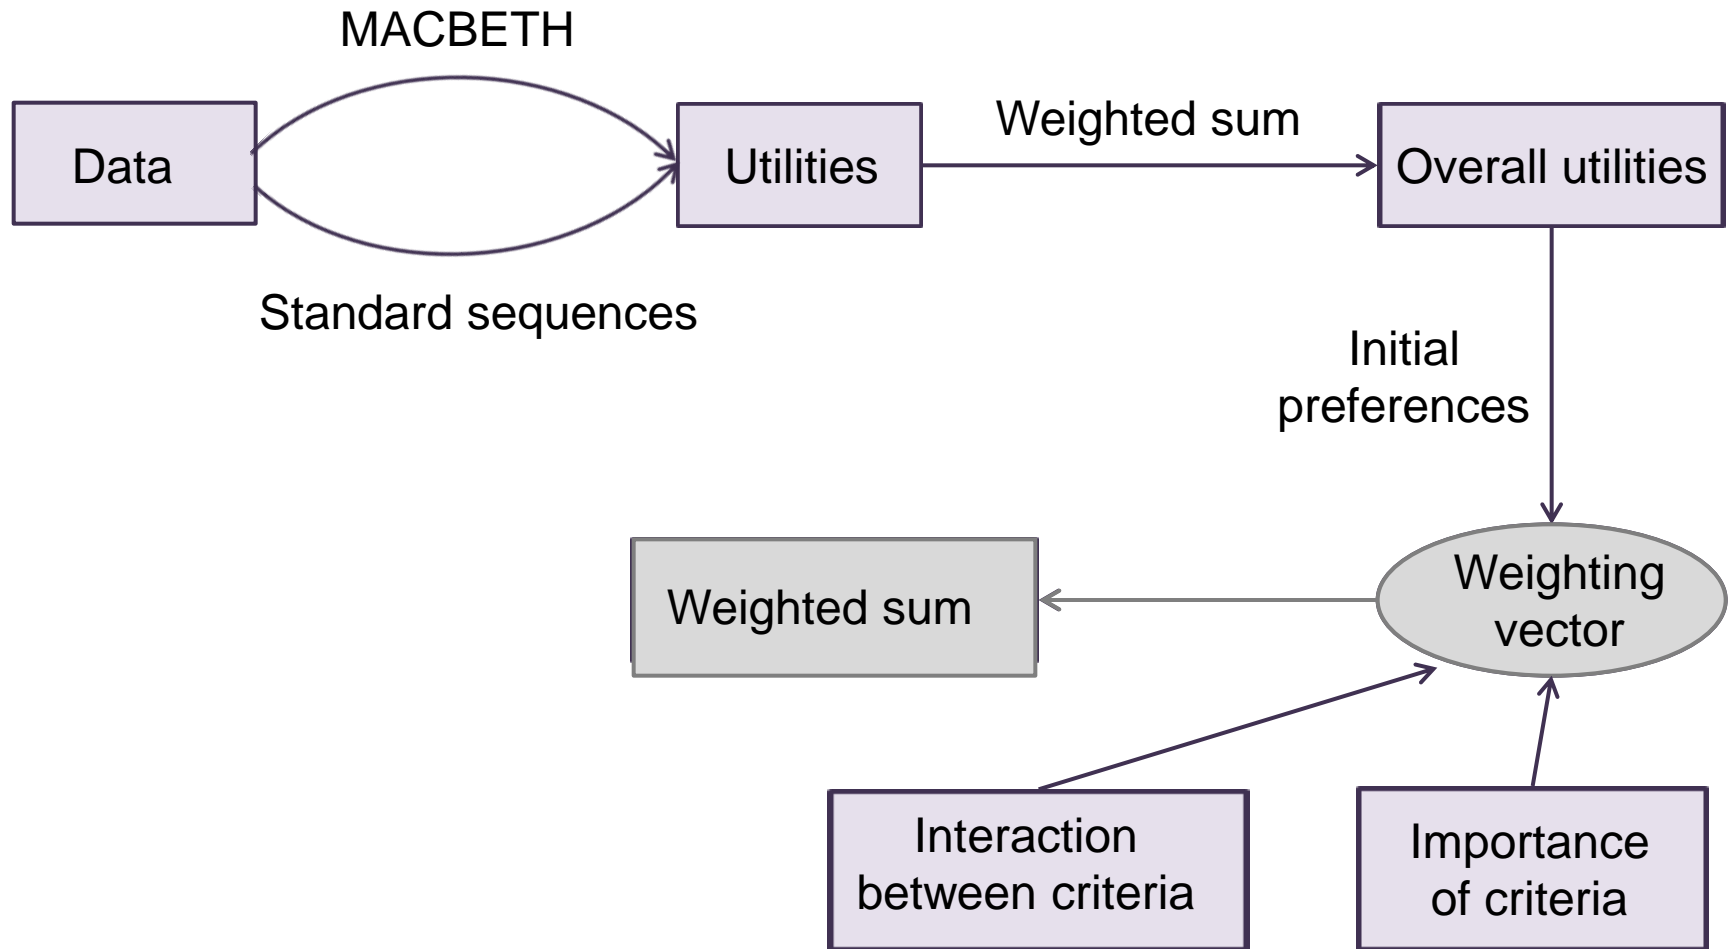 MACBETH
Data
Utilities
Weighted sum
Overall utilities
Standard sequences
Initial
preferences
Weighted sum
Weighting
vector
Interaction
between criteria
Importance
of criteria